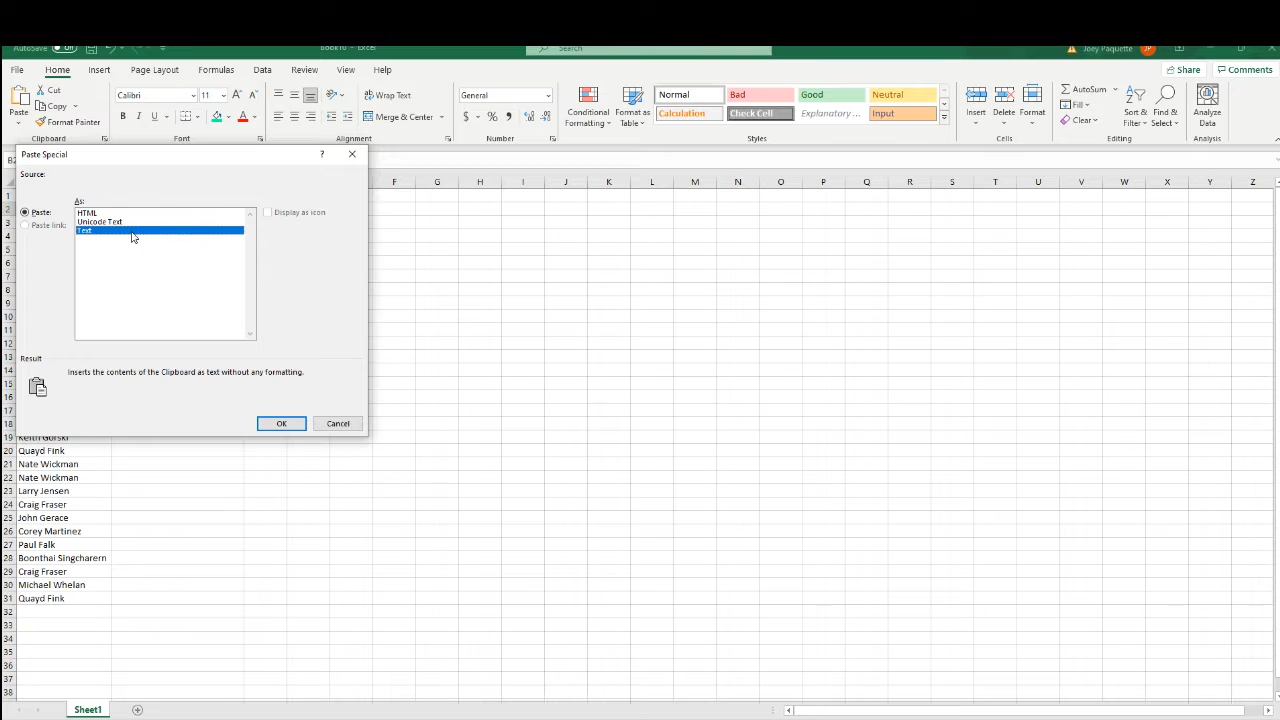 AutoSave Off Book10 - Excel Search Joey Paquette JP
File Home Insert Page Layout Formulas Data Review View Help Share Comments
Paste Cut Copy Format Painter
Calibri 11 B I U
Wrap Text
Merge & Center
General
$ % ,
Conditional Formatting
Format as Table
Normal Bad Good Neutral
Calculation Check Cell Explanatory ... Input
Insert Delete Format
AutoSum
Fill
Clear
Sort & Filter
Find & Select
Analyze Data
Clipboard Font Alignment Number Styles Cells Editing Analysis
Paste Special ? ×
Source:
As:
Paste:
Paste link:
HTML
Unicode Text
Text
Display as icon
Result
Inserts the contents of the Clipboard as text without any formatting.
OK Cancel
F G H I J K L M N O P Q R S T U V W X Y Z
1
2
3
4
5
6
7
8
9
10
11
12
13
14
15
16
17
18
19 Keith Gorski
20 Quayd Fink
21 Nate Wickman
22 Nate Wickman
23 Larry Jensen
24 Craig Fraser
25 John Gerace
26 Corey Martinez
27 Paul Falk
28 Boonthai Singcharern
29 Craig Fraser
30 Michael Whelan
31 Quayd Fink
32
33
34
35
36
37
38
Sheet1